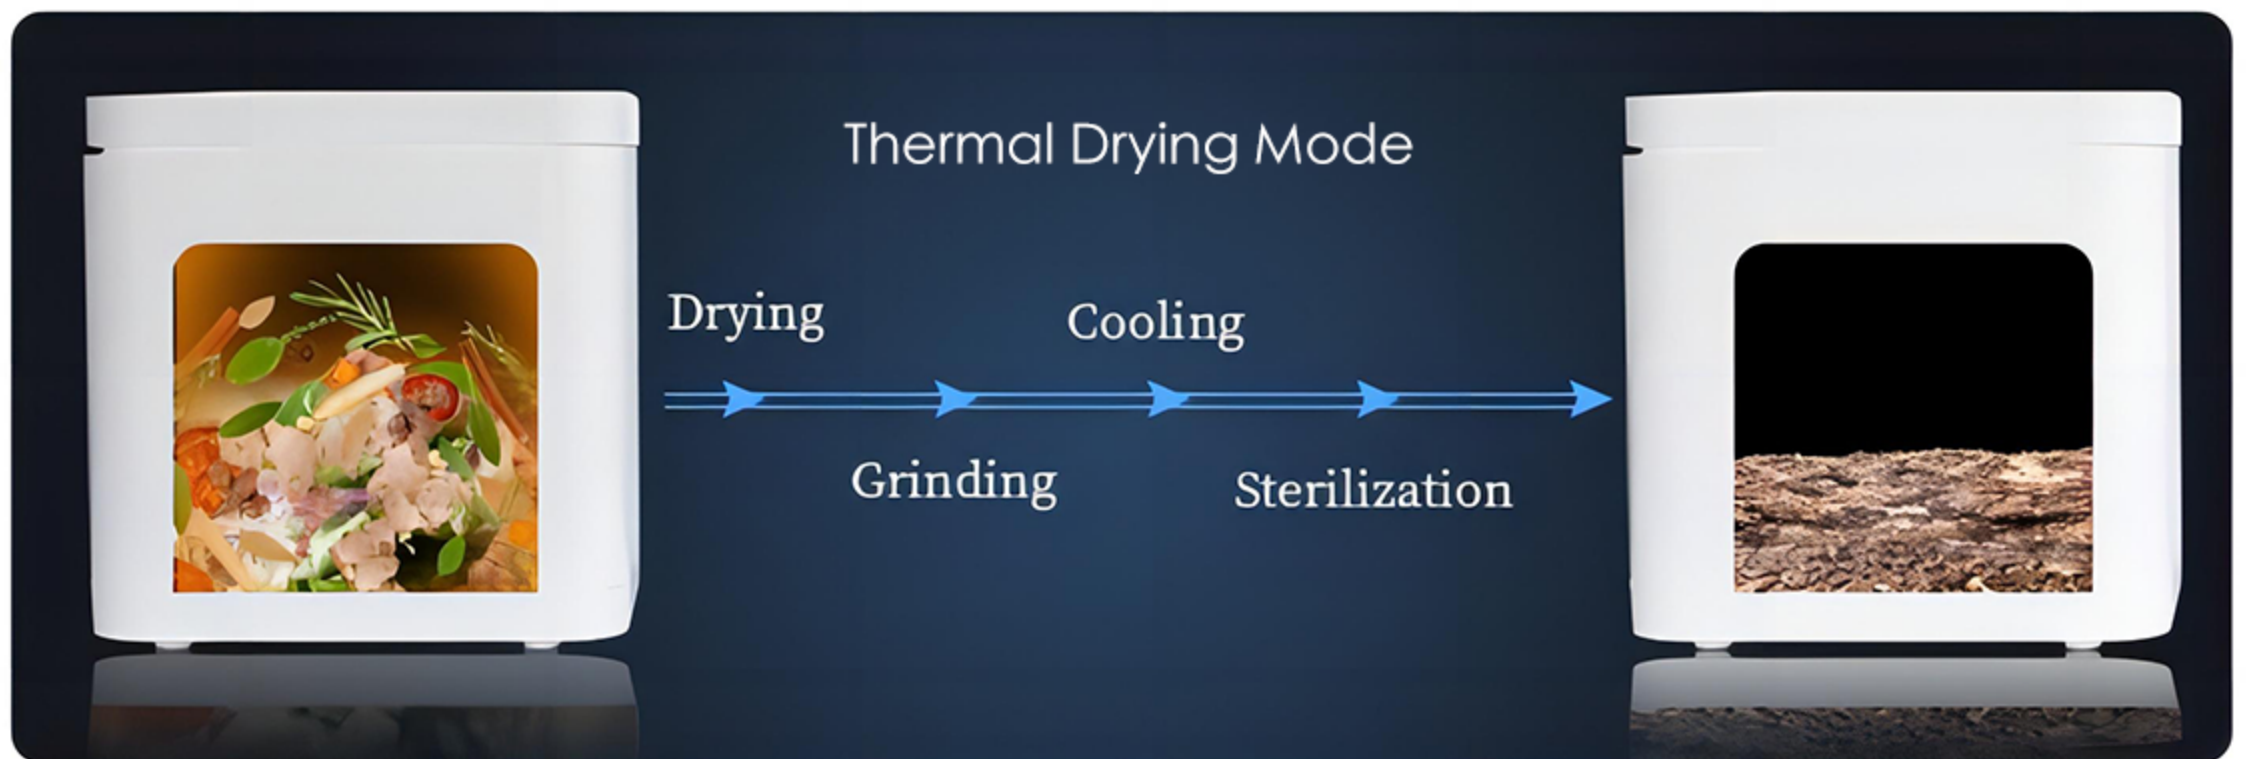 Thermal Drying Mode
Drying
Cooling
Grinding
Sterilization